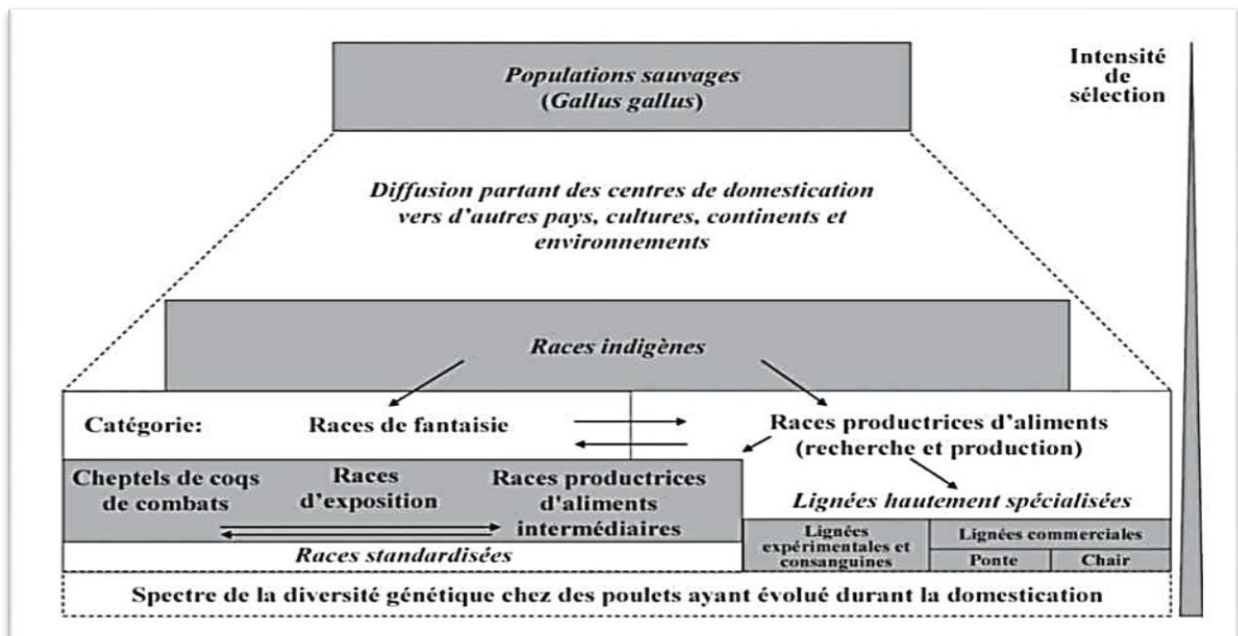 Populations sauvages
(Gallus gallus)
Intensité
de
sélection
Diffusion partant des centres de domestication
vers d'autres pays, cultures, continents et
environnements
Races indigènes
Catégorie:
Races de fantaisie
Races productrices d'aliments
(recherche et production)
Cheptels de coqs
de combats
Races
d'exposition
Races productrices
d'aliments
intermédiaires
Lignées hautement spécialisées
Races standardisées
Lignées
expérimentales et
consanguines
Lignées commerciales
Ponte
Chair
Spectre de la diversité génétique chez des poulets ayant évolué durant la domestication